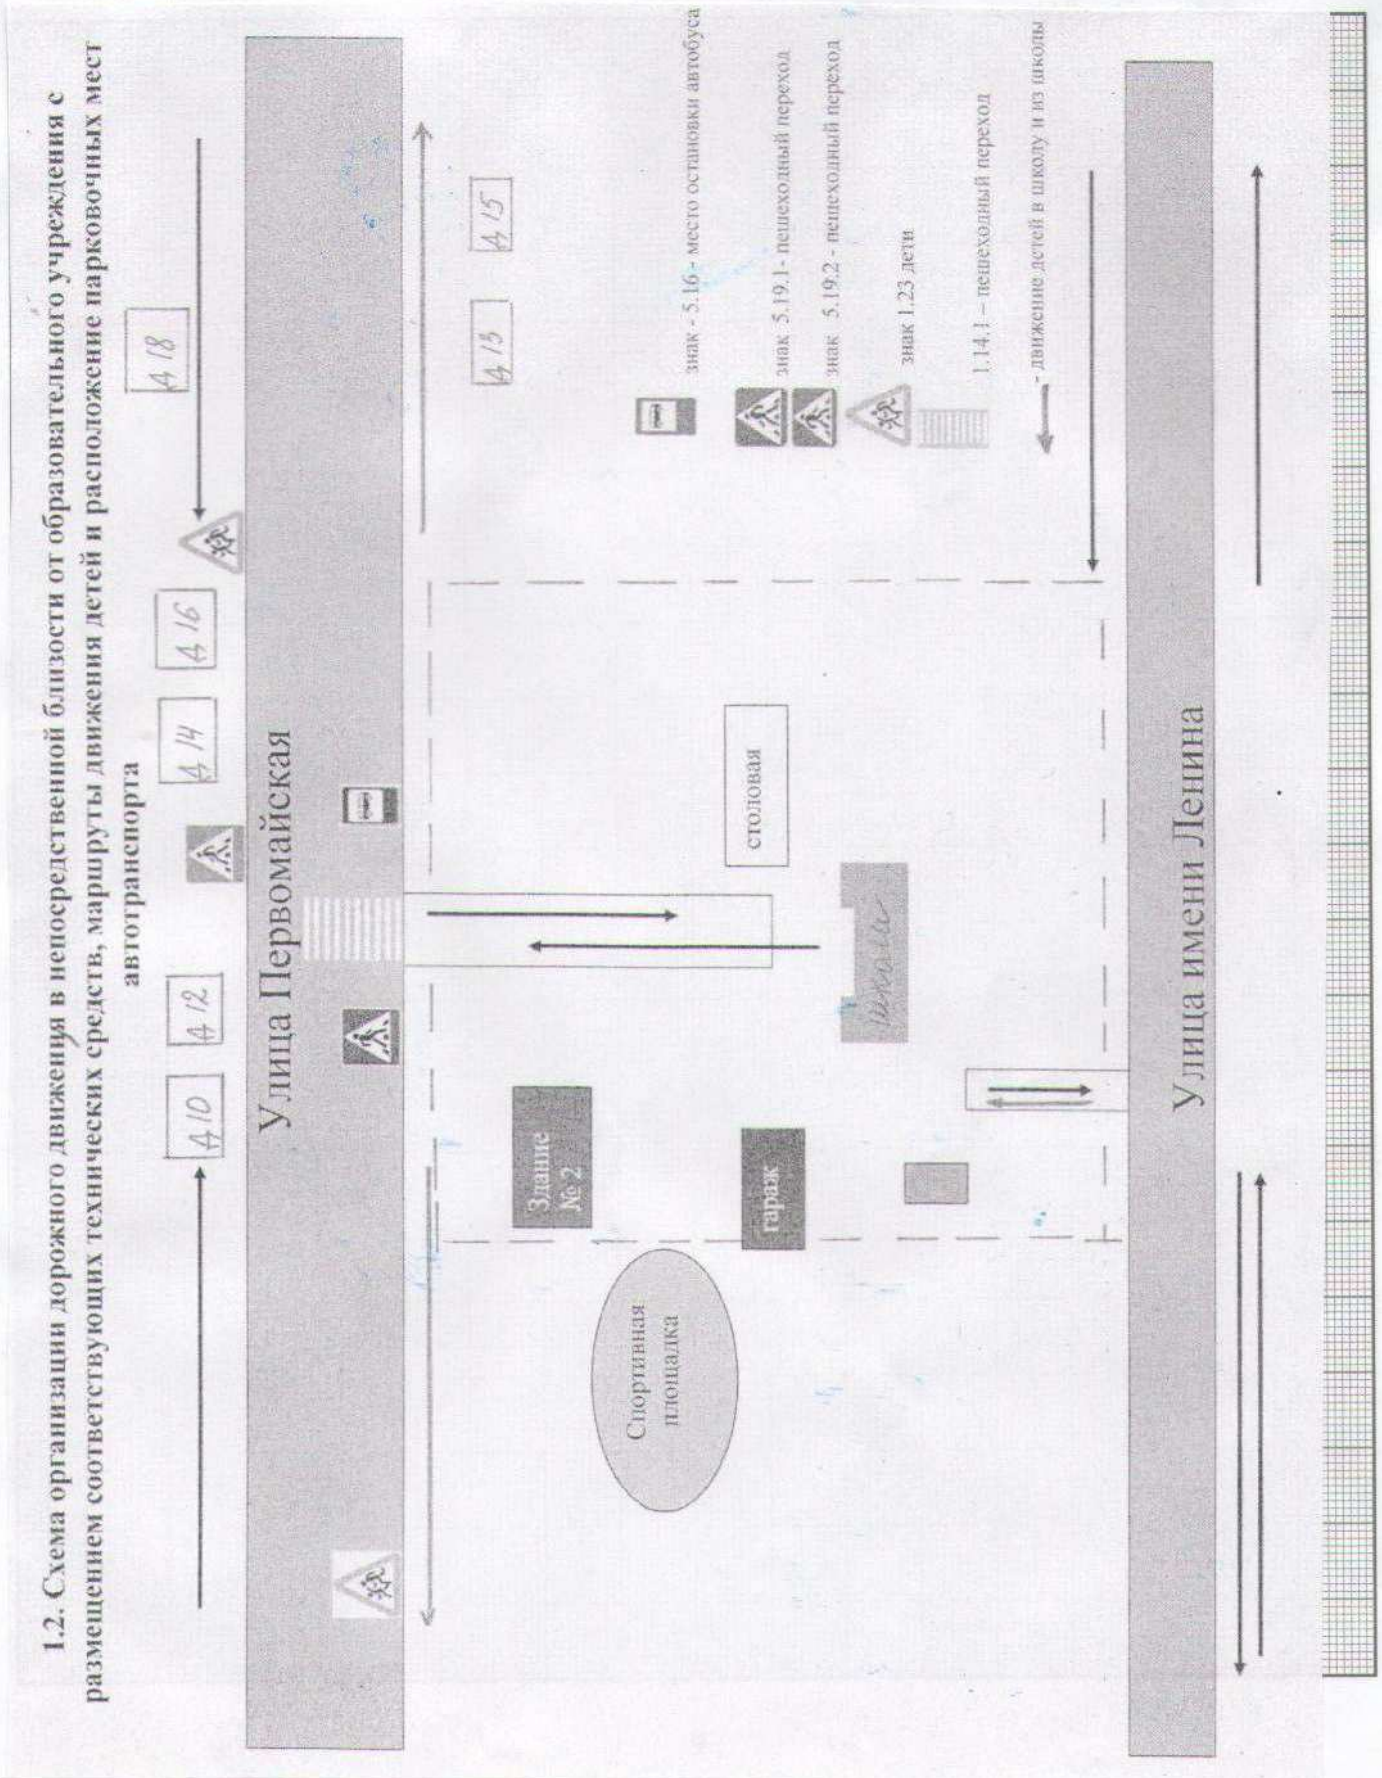 1.2. Схема организации дорожного движения в непосредственной близости от образовательного учреждения с
размещением соответствующих технических средств, маршруты движения детей и расположение парковочных мест
автотранспорта
Д 10
Д 12
Д 14
Д 16
Д 18
Улица Первомайская
Д 13
Д 15
Здание
№ 2
Спортивная
площадка
гараж
столовая
школа
знак - 5.16 - место остановки автобуса
знак 5.19.1- пешеходный переход
знак 5.19.2 - пешеходный переход
знак 1.23 дети
1.14.1 – пешеходный переход
- движение детей в школу и из школы
Улица имени Ленина